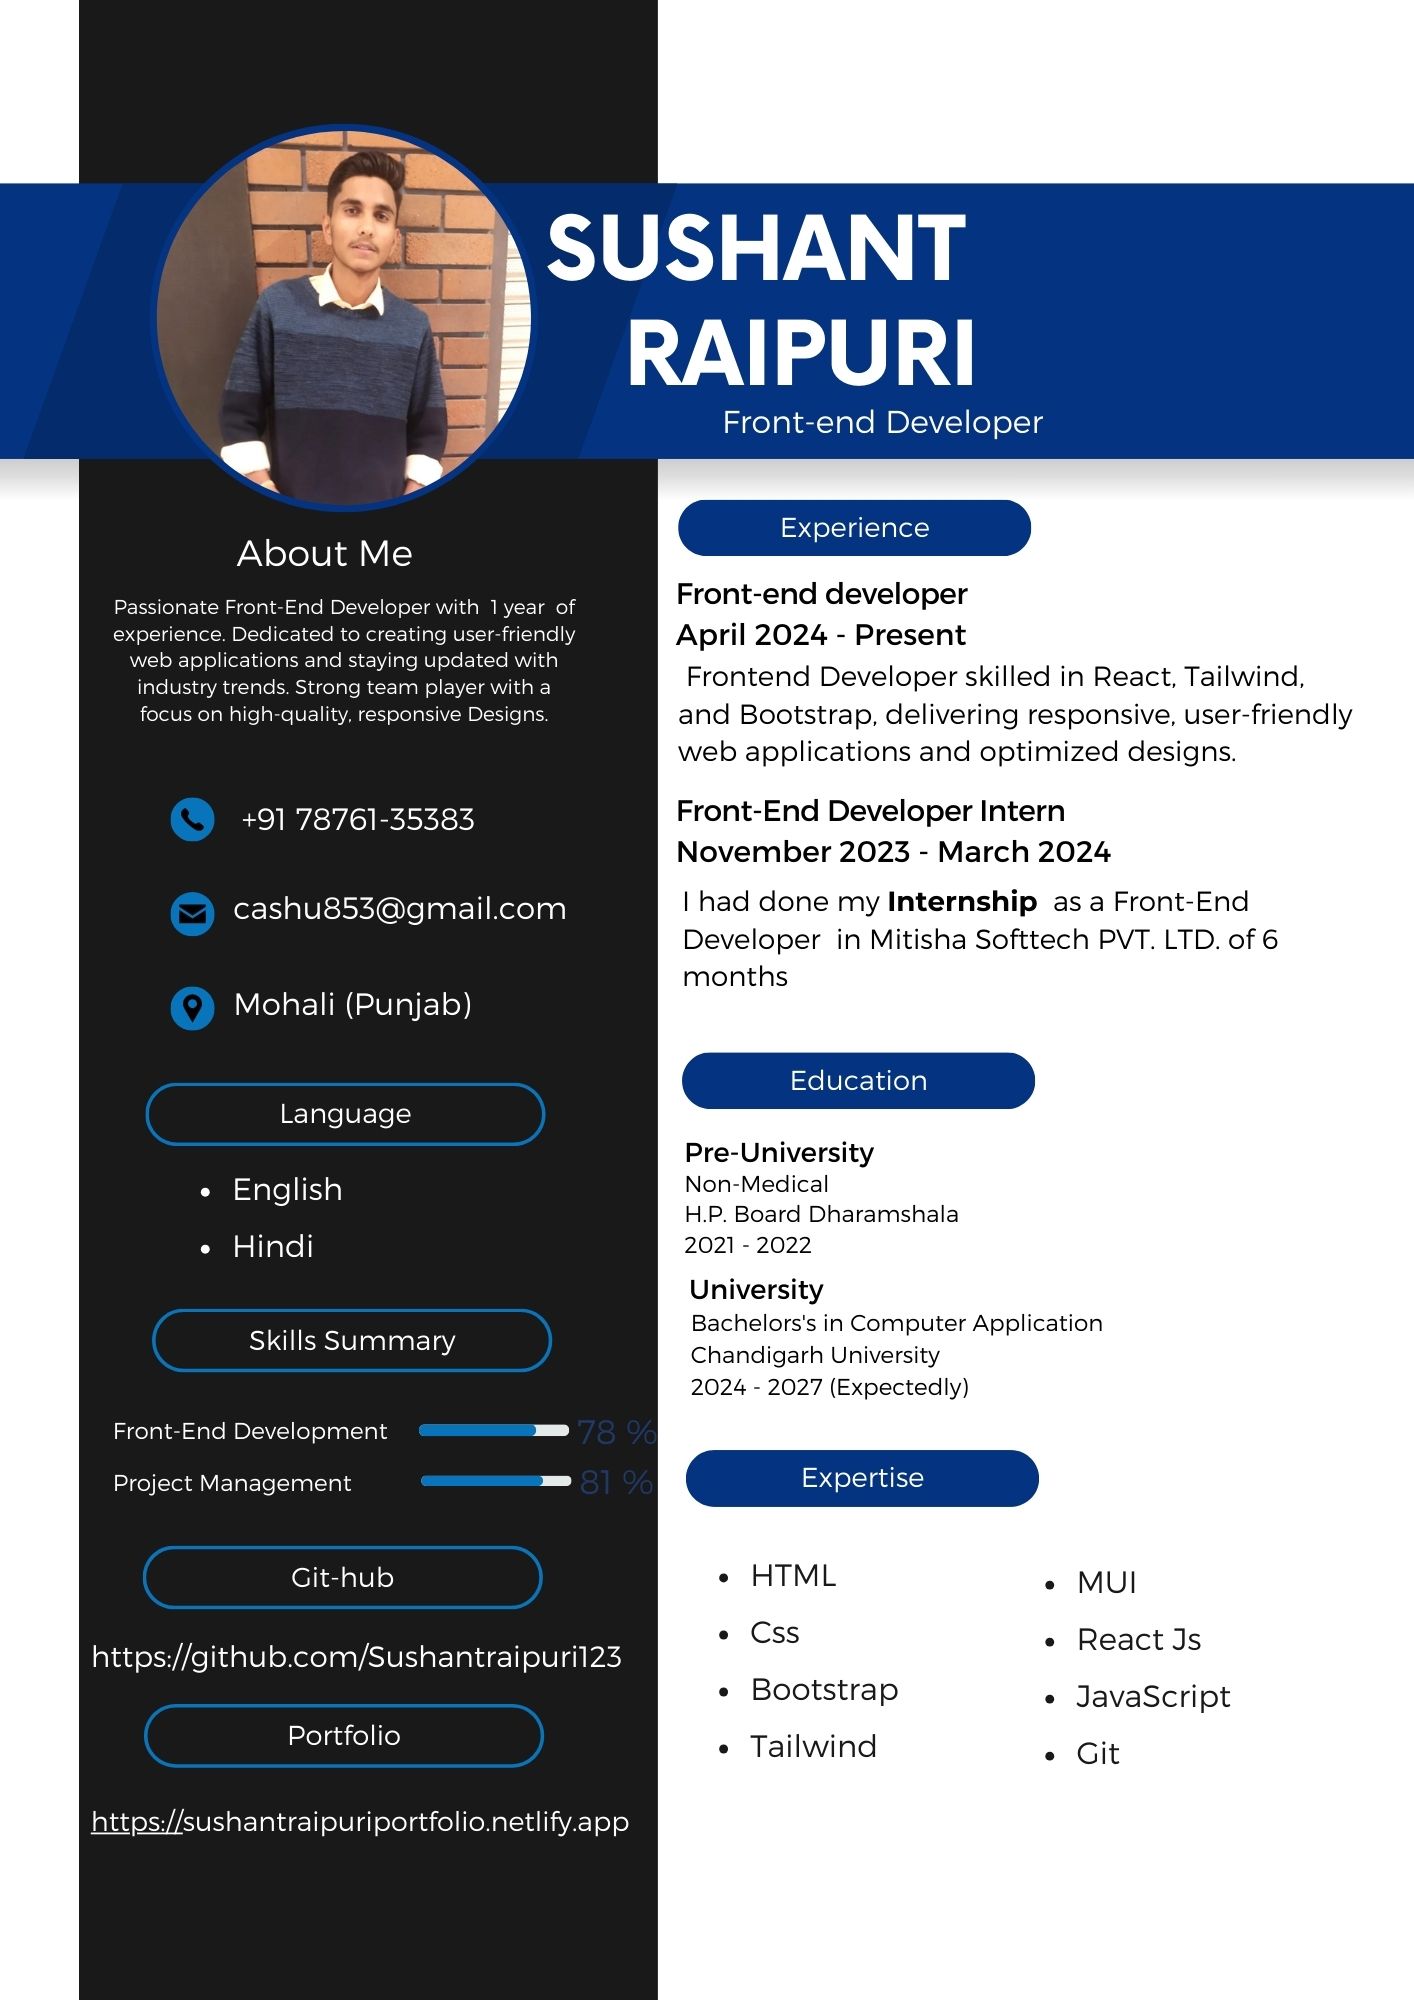 SUSHANT
RAIPURI
Front-end Developer
About Me
Passionate Front-End Developer with 1 year of
experience. Dedicated to creating user-friendly
web applications and staying updated with
industry trends. Strong team player with a
focus on high-quality, responsive Designs.
+91 78761-35383
cashu853@gmail.com
Mohali (Punjab)
Language
• English
• Hindi
Skills Summary
Front-End Development 78 %
Project Management 81 %
Git-hub
https://github.com/Sushantraipuri123
Portfolio
https://sushantraipuriportfolio.netlify.app
Experience
Front-end developer
April 2024 - Present
Frontend Developer skilled in React, Tailwind,
and Bootstrap, delivering responsive, user-friendly
web applications and optimized designs.
Front-End Developer Intern
November 2023 - March 2024
I had done my Internship as a Front-End
Developer in Mitisha Softtech PVT. LTD. of 6
months
Education
Pre-University
Non-Medical
H.P. Board Dharamshala
2021 - 2022
University
Bachelors's in Computer Application
Chandigarh University
2024 - 2027 (Expectedly)
Expertise
• HTML
• Css
• Bootstrap
• Tailwind
• MUI
• React Js
• JavaScript
• Git